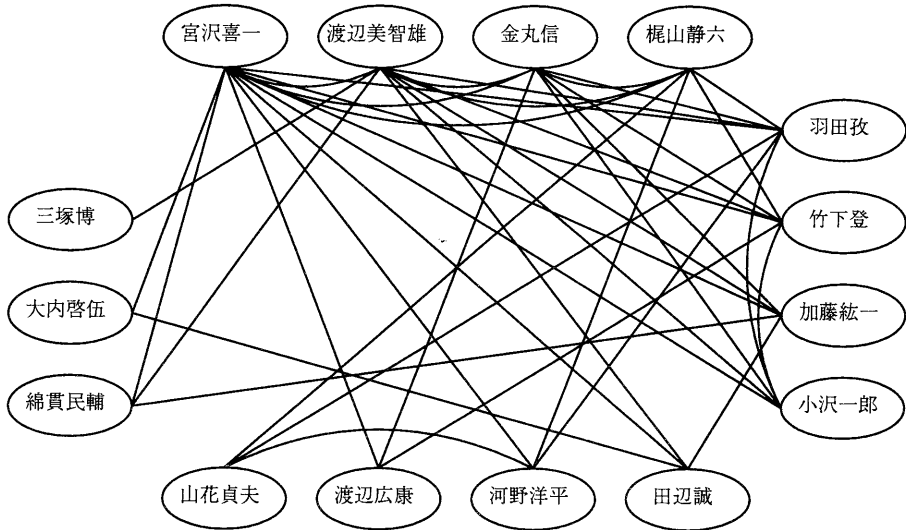 宮沢喜一
渡辺美智雄
金丸信
梶山静六
羽田孜
三塚博
竹下登
大内啓伍
加藤紘一
綿貫民輔
小沢一郎
山花貞夫
渡辺広康
河野洋平
田辺誠